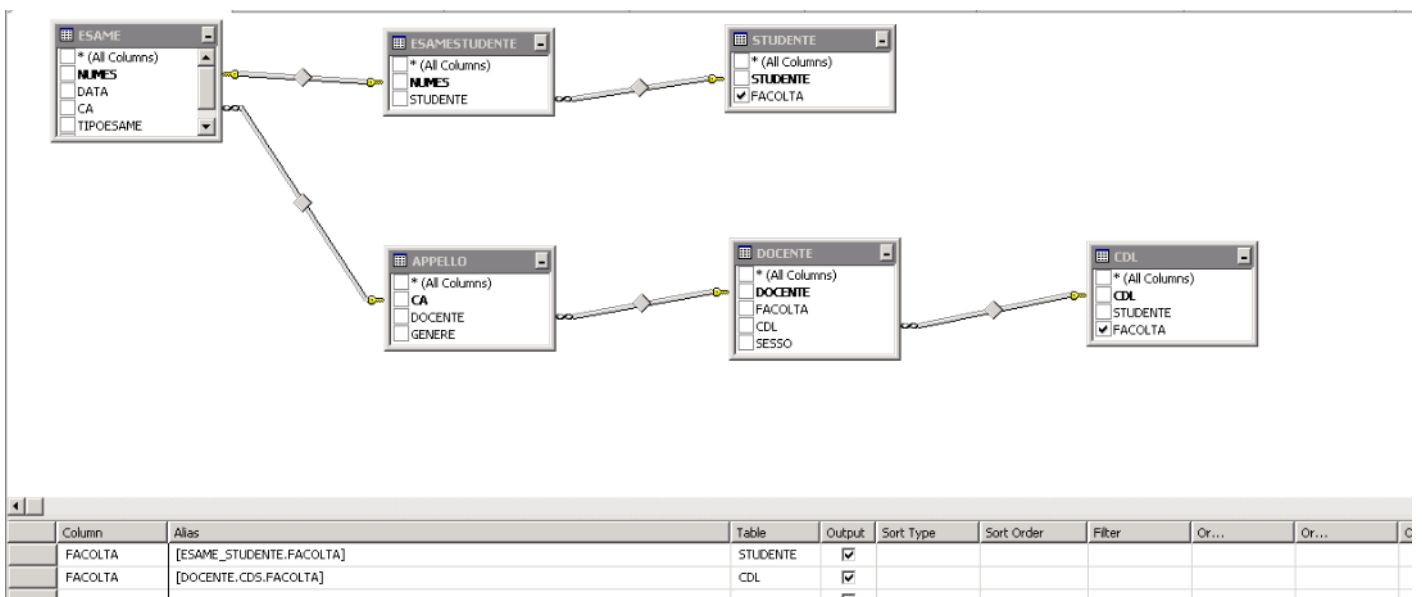 ESAME
* (All Columns)
NUMES
DATA
CA
TIPOESAME
ESAMESTUDENTE
* (All Columns)
NUMES
STUDENTE
STUDENTE
* (All Columns)
STUDENTE
FACOLTA
APPELLO
* (All Columns)
CA
DOCENTE
GENERE
DOCENTE
* (All Columns)
DOCENTE
FACOLTA
CDL
SESSO
CDL
* (All Columns)
CDL
STUDENTE
FACOLTA
Column Alias Table Output Sort Type Sort Order Filter Or... Or...
FACOLTA [ESAME_STUDENTE.FACOLTA] STUDENTE
FACOLTA [DOCENTE.CDS.FACOLTA] CDL